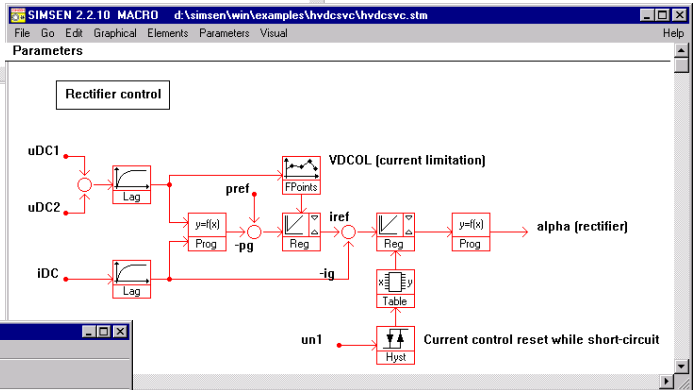 SIMSEN 2.2.10 MACRO d:\simsen\win\examples\hvdcsvc\hvdcsvc.stm
File Go Edit Graphical Elements Parameters Visual Help
Parameters
Rectifier control
uDC1
VDCOL (current limitation)
FPoints
Lag
pref
uDC2
y=f(x)
iref
y=f(x)
alpha (rectifier)
Prog
-pg
Reg
Reg
Prog
iDC
-ig
Lag
x y
Table
un1
Current control reset while short-circuit
Hyst